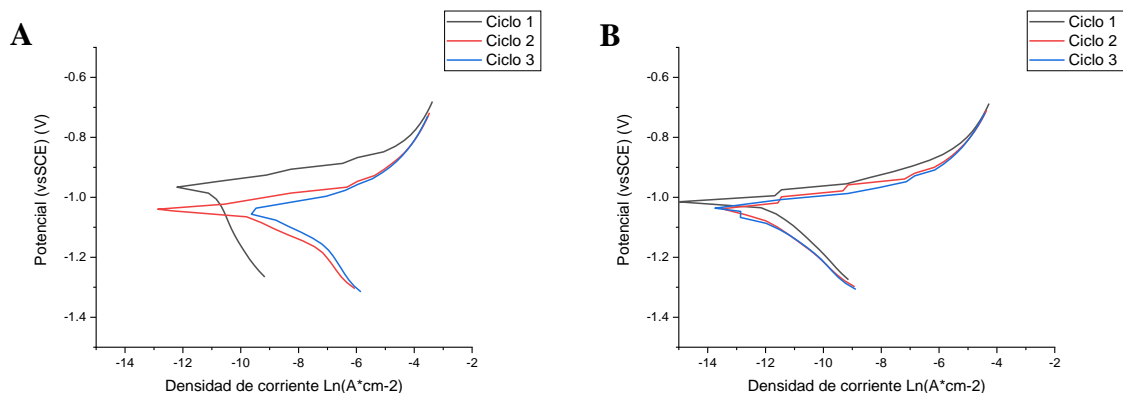 A
Ciclo 1
Ciclo 2
Ciclo 3
-0.6
-0.8
-1.0
-1.2
-1.4
Potencial (vsSCE) (V)
-14
-12
-10
-8
-6
-4
-2
Densidad de corriente Ln(A*cm-2)
B
Ciclo 1
Ciclo 2
Ciclo 3
-0.6
-0.8
-1.0
-1.2
-1.4
Potencial (vsSCE) (V)
-14
-12
-10
-8
-6
-4
-2
Densidad de corriente Ln(A*cm-2)